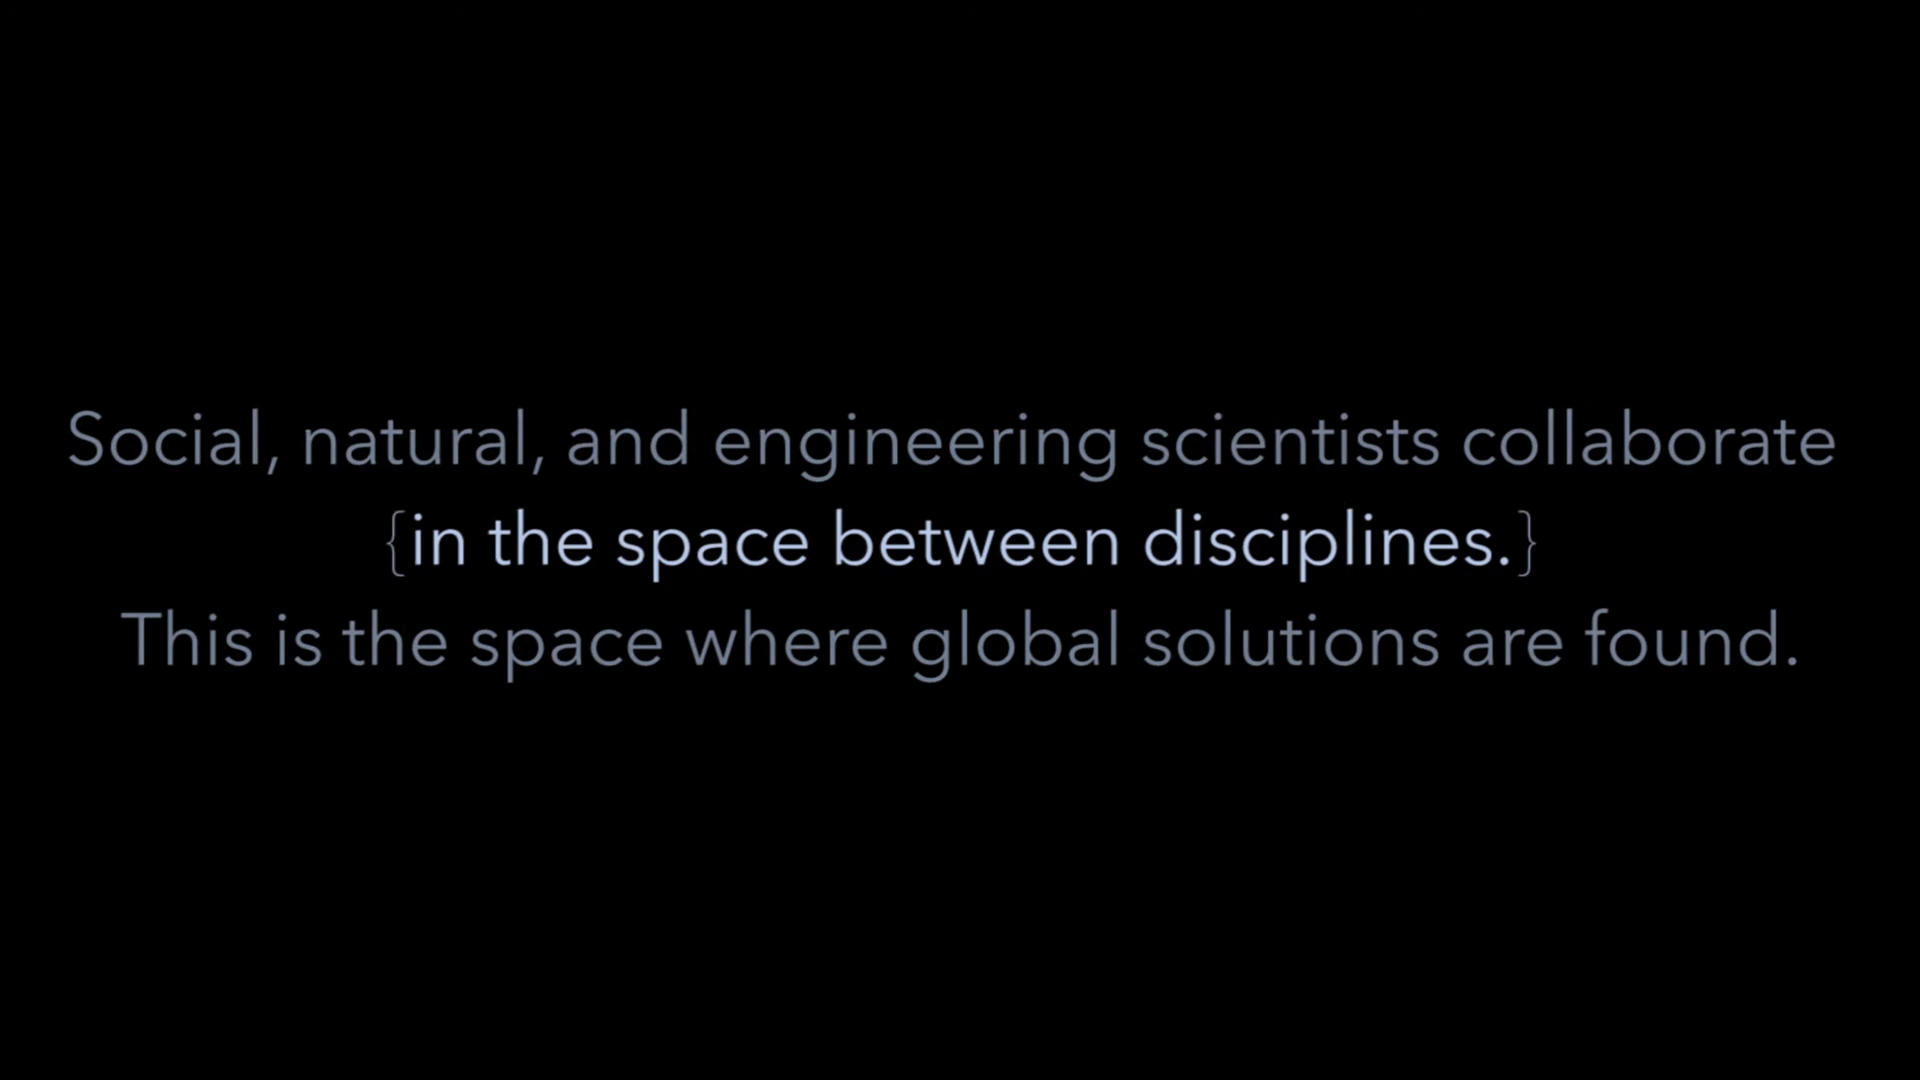 Social, natural, and engineering scientists collaborate
{in the space between disciplines.}
This is the space where global solutions are found.